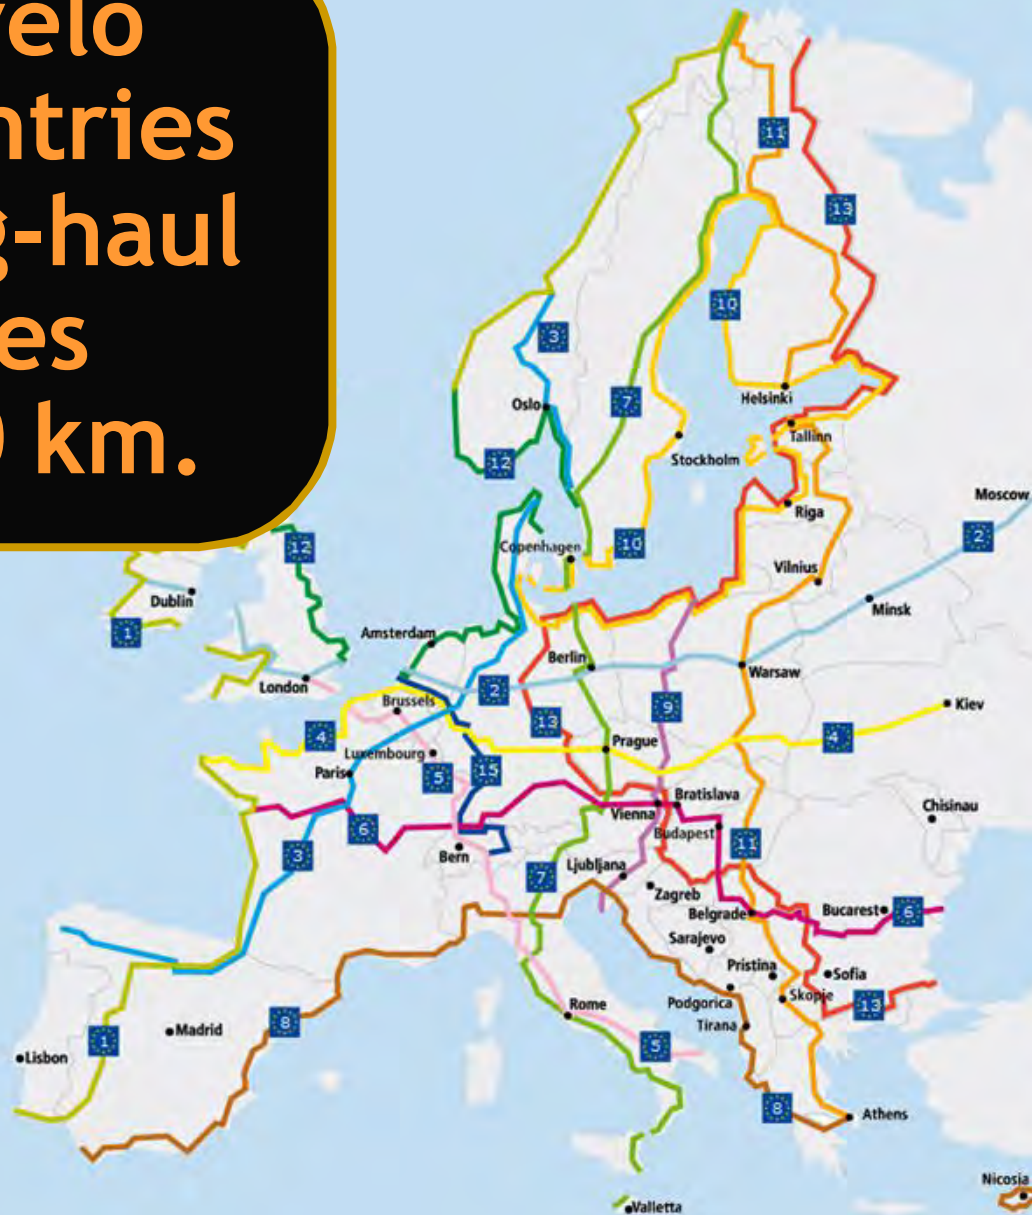 elo
ntries
g-haul
es
0 km.
11
13
10
3
Oslo
7
Helsinki
12
Stockholm
Tallinn
Moscow
Riga
2
12
Copenhagen
10
Vilnius
Dublin
Minsk
1
Amsterdam
Berlin
Warsaw
London
2
Brussels
9
Kiev
4
13
4
Prague
Luxembourg
Paris
5
15
Bratislava
Vienna
Chisinau
6
Budapest
3
Bern
11
Ljubljana
7
Zagreb
Belgrade
Bucarest
6
Sarajevo
Pristina
Sofia
Skopje
Podgorica
13
Rome
8
Tirana
Madrid
1
5
Lisbon
8
Athens
Nicosia
Valletta